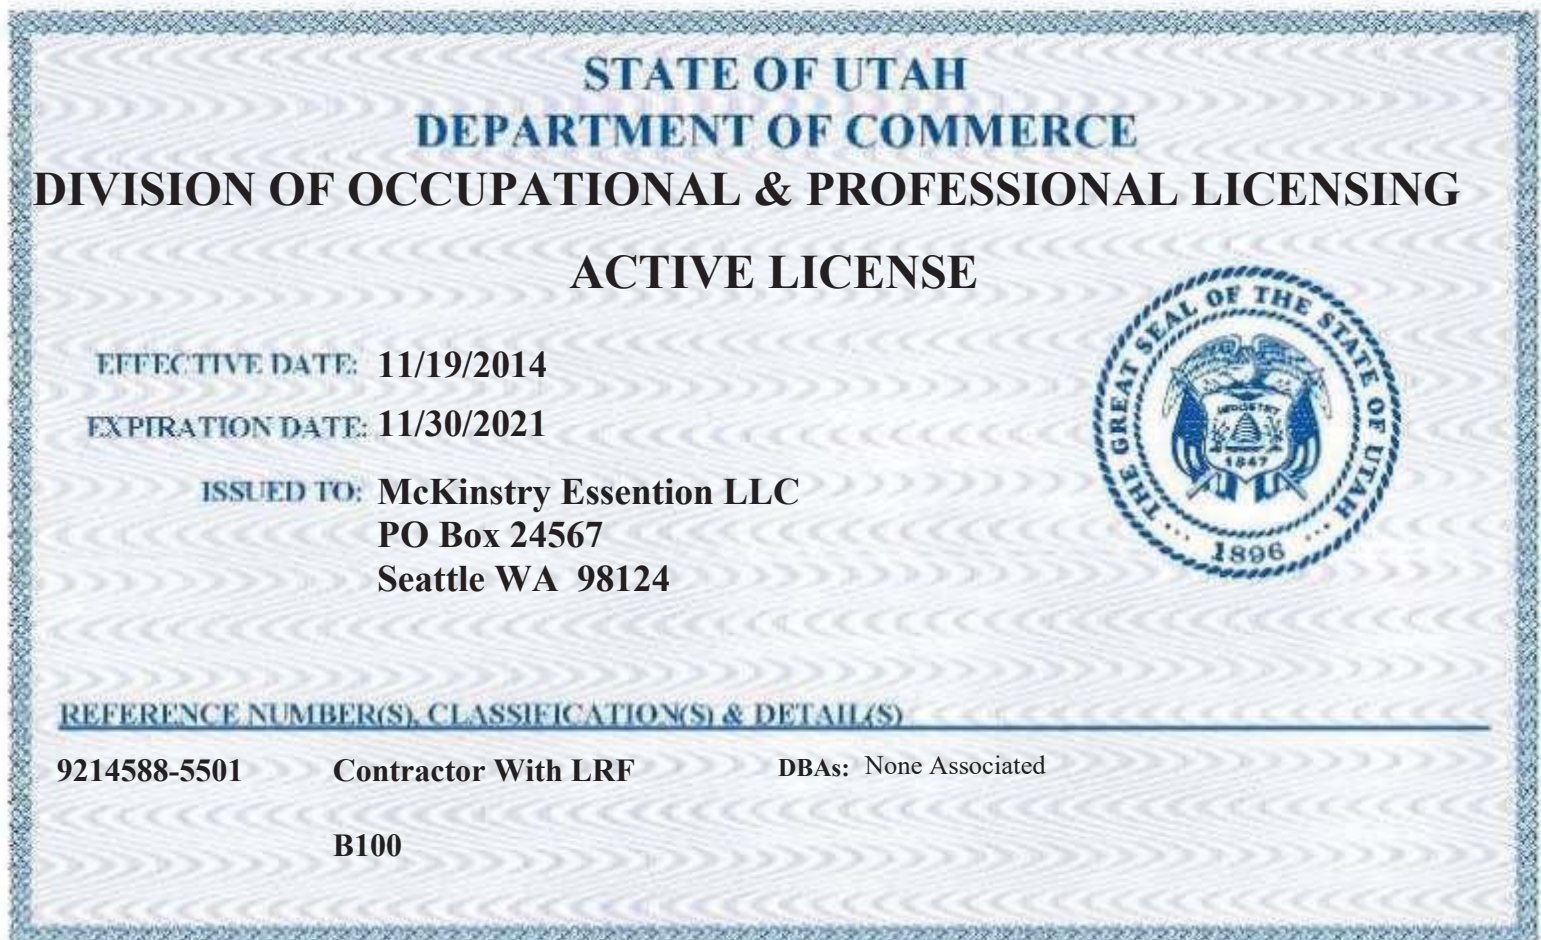 STATE OF UTAH
DEPARTMENT OF COMMERCE
DIVISION OF OCCUPATIONAL & PROFESSIONAL LICENSING
ACTIVE LICENSE
EFFECTIVE DATE: 11/19/2014
EXPIRATION DATE: 11/30/2021
ISSUED TO: McKinstry Essention LLC
PO Box 24567
Seattle WA 98124
THE GREAT SEAL OF THE STATE OF UTAH
INDUSTRY
1847
1896
REFERENCE NUMBER(S), CLASSIFICATION(S) & DETAIL(S)
9214588-5501 Contractor With LRF DBAs: None Associated
B100